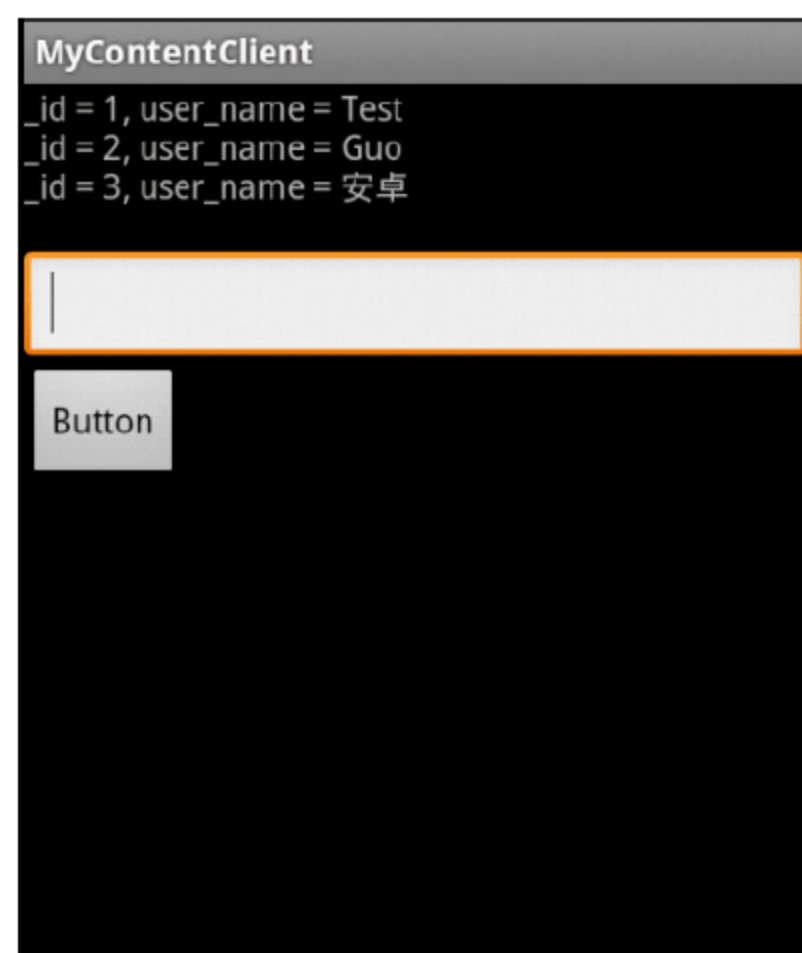 MyContentClient
_id = 1, user_name = Test
_id = 2, user_name = Guo
_id = 3, user_name = 安卓
Button